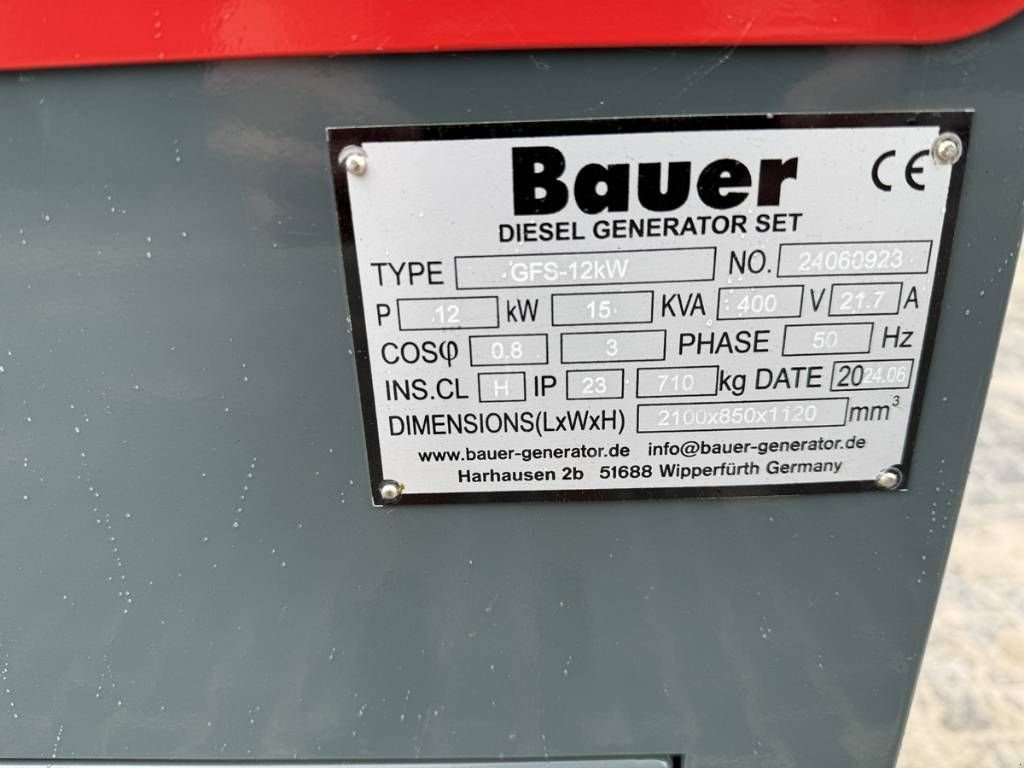 Bauer CE
DIESEL GENERATOR SET
TYPE GFS-12kW NO. 24060923
P 12 kW 15 KVA 400 V 21.7 A
COSφ 0.8 3 PHASE 50 Hz
INS.CL H IP 23 710 kg DATE 2024.06
DIMENSIONS(LxWxH) 2100x850x1120 mm³
www.bauer-generator.de info@bauer-generator.de
Harhausen 2b 51688 Wipperfürth Germany